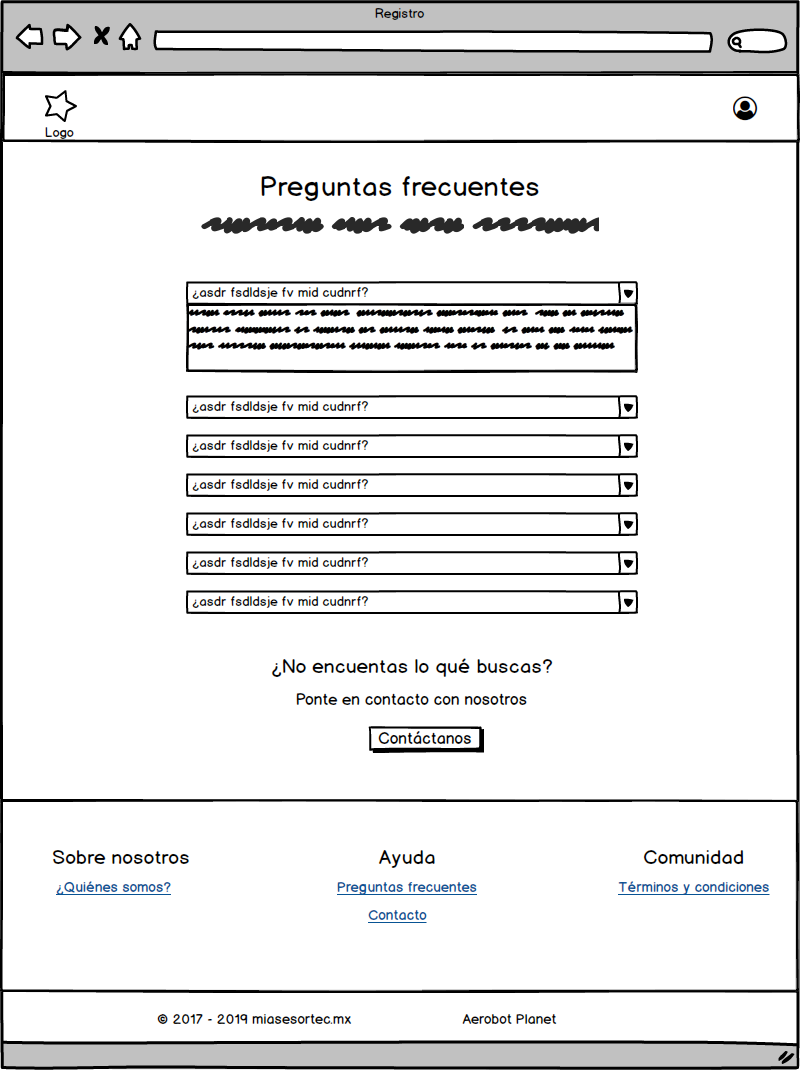 Registro
Logo
Preguntas frecuentes
¿asdr fsdldsje fv mid cudnrf?
¿asdr fsdldsje fv mid cudnrf?
¿asdr fsdldsje fv mid cudnrf?
¿asdr fsdldsje fv mid cudnrf?
¿asdr fsdldsje fv mid cudnrf?
¿asdr fsdldsje fv mid cudnrf?
¿asdr fsdldsje fv mid cudnrf?
¿No encuentas lo qué buscas?
Ponte en contacto con nosotros
Contáctanos
Sobre nosotros
¿Quiénes somos?
Ayuda
Preguntas frecuentes
Contacto
Comunidad
Términos y condiciones
© 2017 - 2019 miasesortec.mx
Aerobot Planet